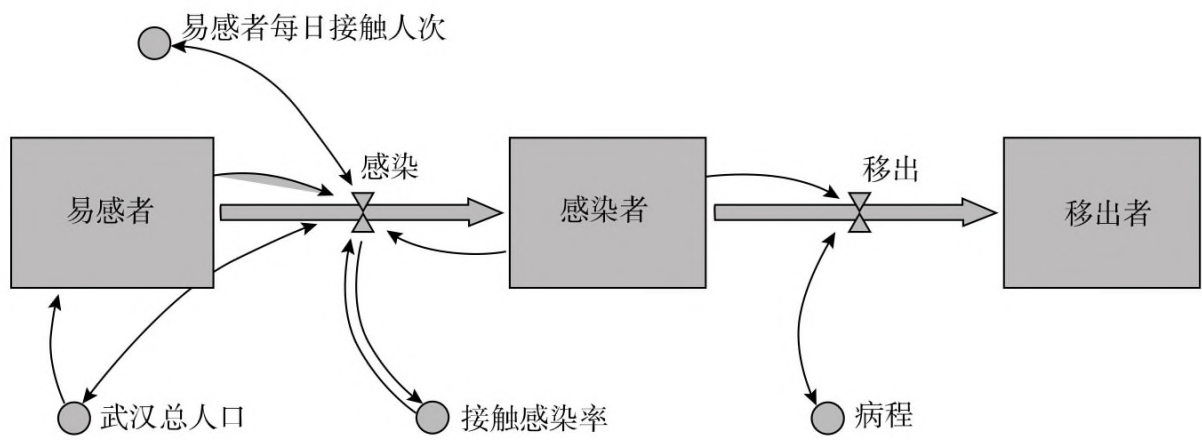 易感者每日接触人次
感染
移出
易感者
感染者
移出者
武汉总人口
接触感染率
病程